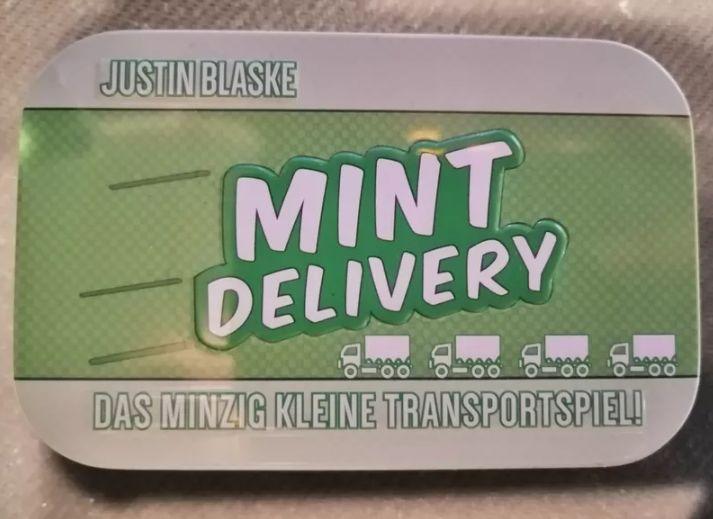 JUSTIN BLASKE
MINT
DELIVERY
DAS MINZIG KLEINE TRANSPORTSPIEL!